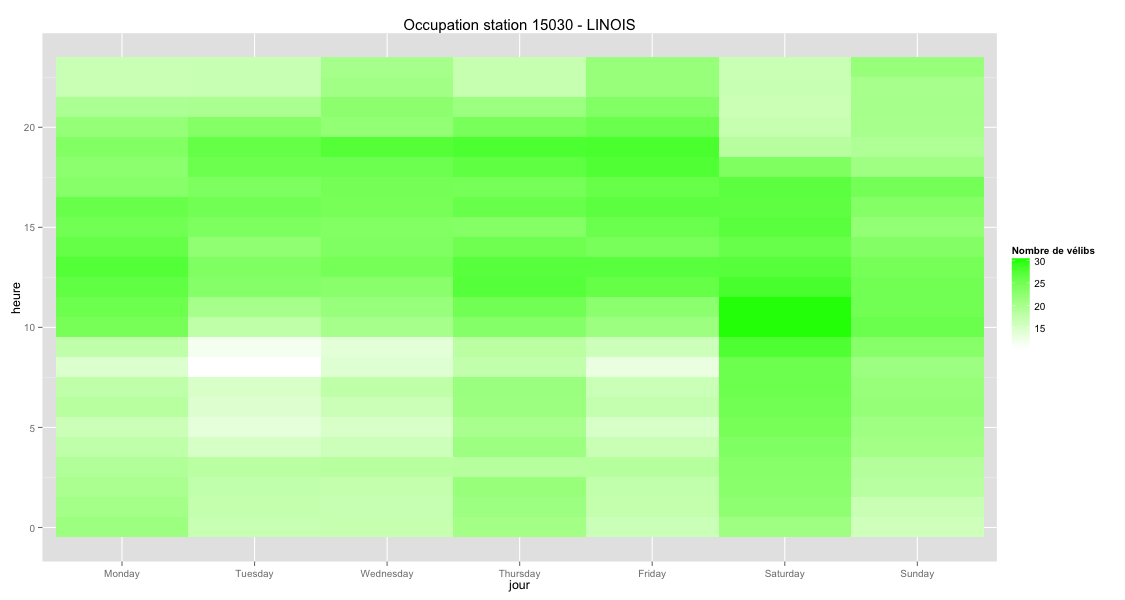 Occupation station 15030 - LINOIS
heure
20
15
10
5
0
Monday Tuesday Wednesday Thursday Friday Saturday Sunday
jour
Nombre de vélibs
30
25
20
15